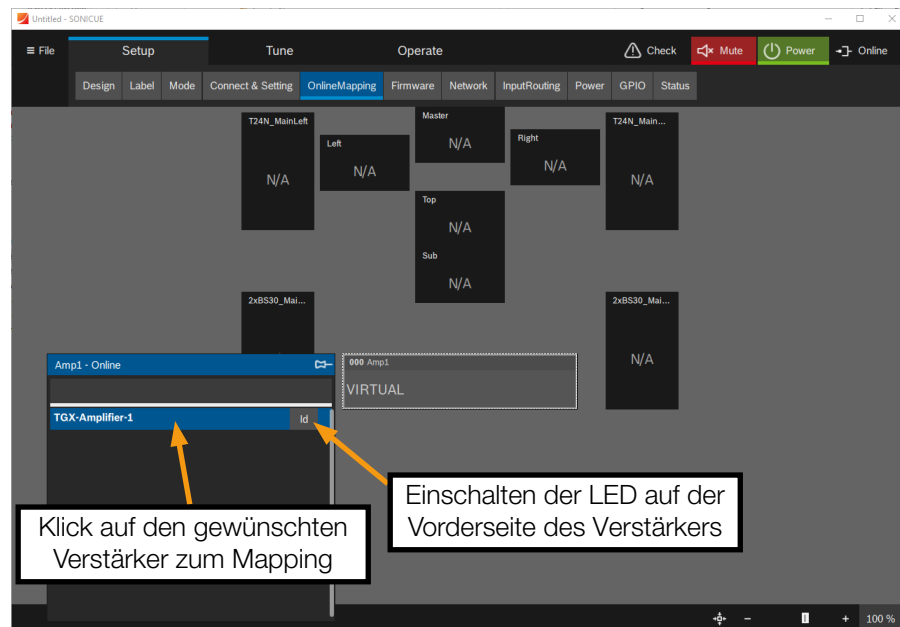 Untitled - SONICUE
≡ File Setup Tune Operate Check Mute Power Online
Design Label Mode Connect & Setting OnlineMapping Firmware Network InputRouting Power GPIO Status
T24N_MainLeft
N/A
Left
N/A
Master
N/A
Right
N/A
T24N_Main...
N/A
Top
N/A
Sub
N/A
2xBS30_Mai...
2xBS30_Mai...
N/A
Amp1 - Online
TGX-Amplifier-1 Id
000 Amp1
VIRTUAL
Klick auf den gewünschten
Verstärker zum Mapping
Einschalten der LED auf der
Vorderseite des Verstärkers
100 %